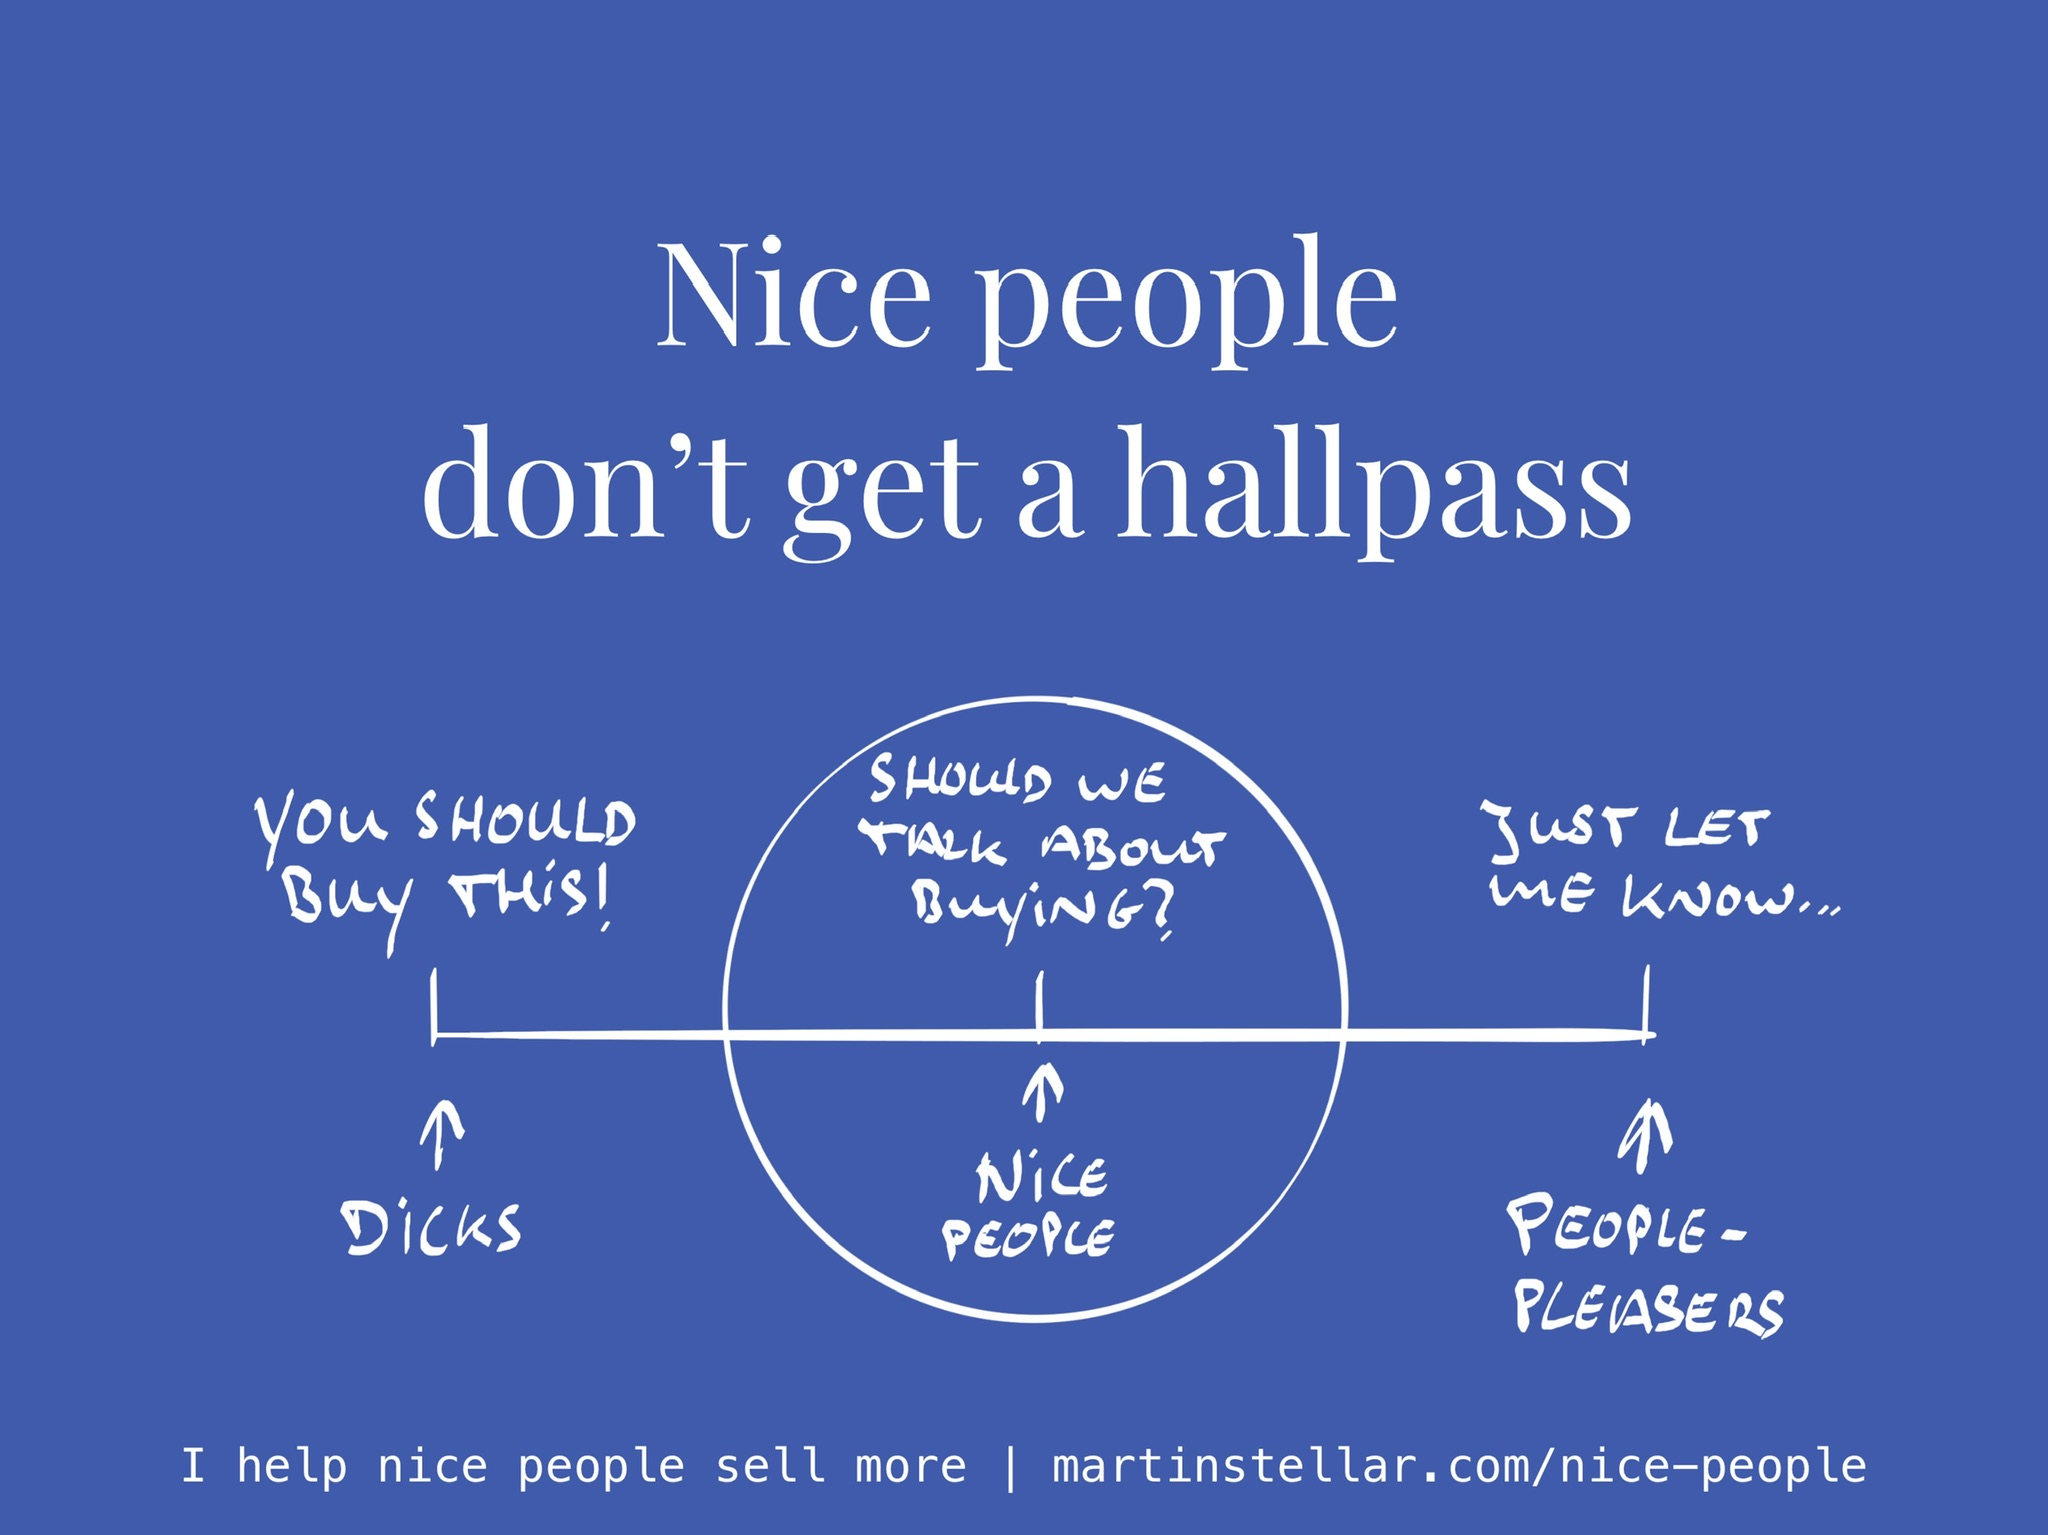 Nice people
don’t get a hallpass
YOU SHOULD
BUY THIS!
SHOULD WE
TALK ABOUT
BUYING?
JUST LET
ME KNOW...
DICKS
NICE
PEOPLE
PEOPLE-
PLEASERS
I help nice people sell more | martinstellar.com/nice-people